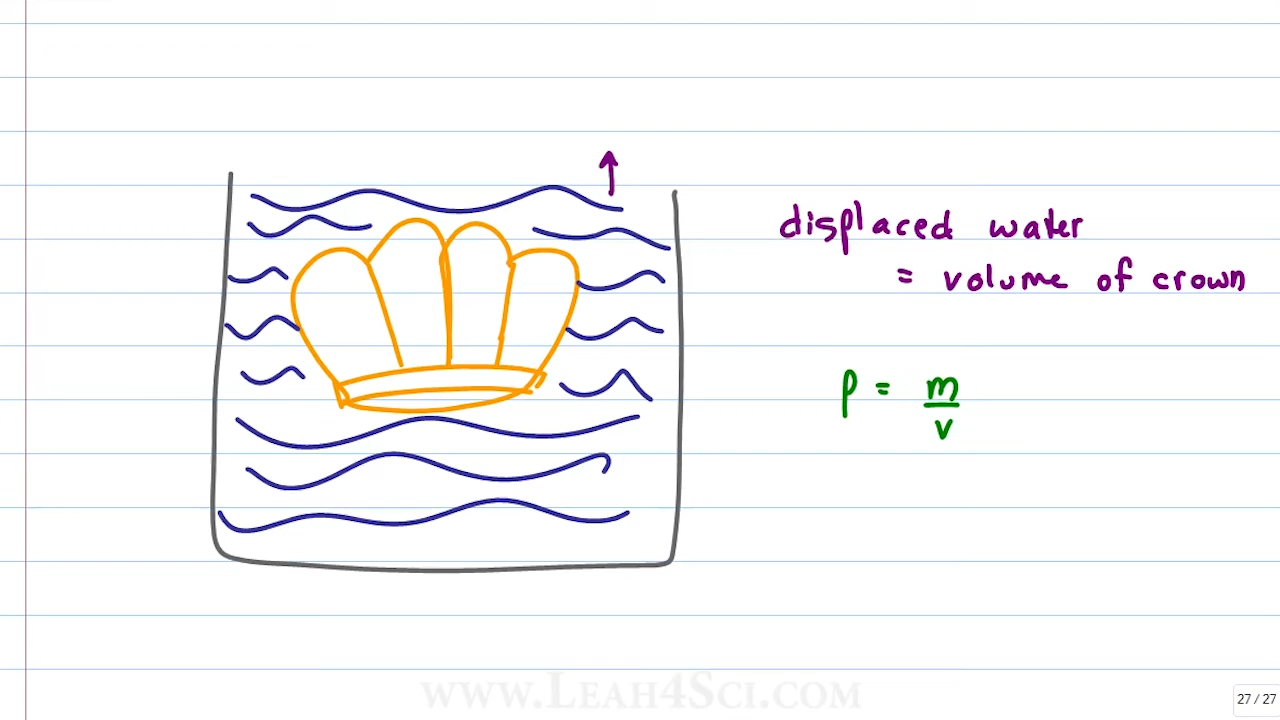 displaced water
= volume of crown
ρ = m
v
www.Leah4Sci.com
27 / 27